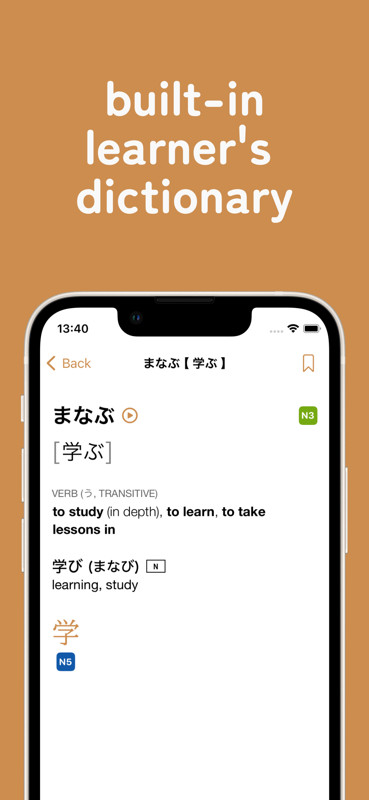 built-in
learner's
dictionary
13:40
Back
まなぶ【 学ぶ 】
まなぶ
N3
[学ぶ]
VERB (う, TRANSITIVE)
to study (in depth), to learn, to take
lessons in
学び (まなび) N
learning, study
学
N5